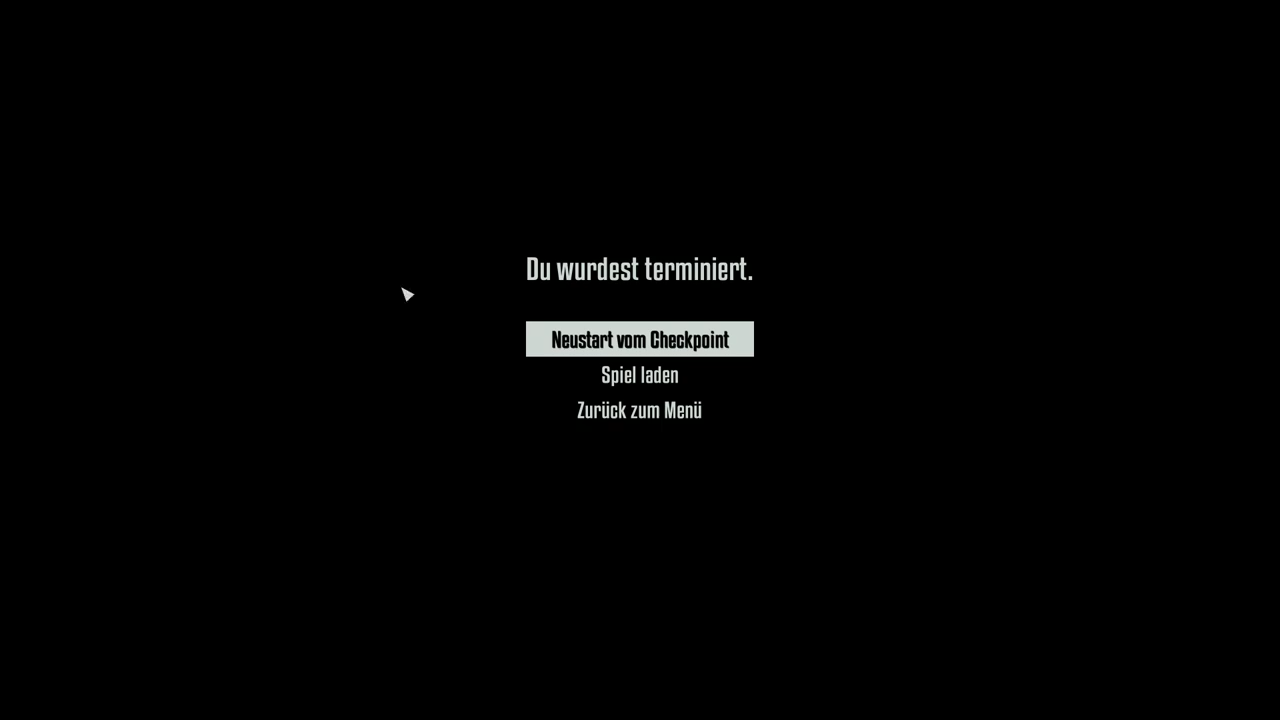 Du wurdest terminiert.
Neustart vom Checkpoint
Spiel laden
Zurück zum Menü